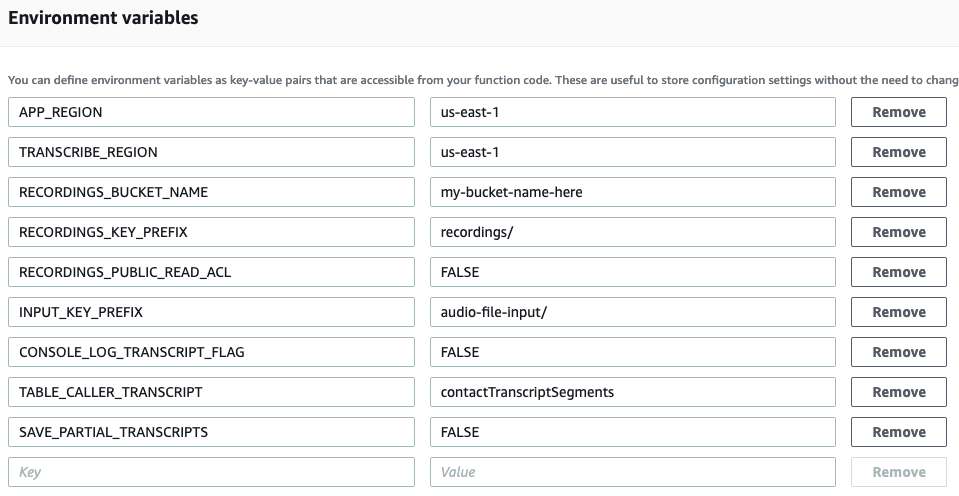 Environment variables
You can define environment variables as key-value pairs that are accessible from your function code. These are useful to store configuration settings without the need to chang
APP_REGION us-east-1 Remove
TRANSCRIBE_REGION us-east-1 Remove
RECORDINGS_BUCKET_NAME my-bucket-name-here Remove
RECORDINGS_KEY_PREFIX recordings/ Remove
RECORDINGS_PUBLIC_READ_ACL FALSE Remove
INPUT_KEY_PREFIX audio-file-input/ Remove
CONSOLE_LOG_TRANSCRIPT_FLAG FALSE Remove
TABLE_CALLER_TRANSCRIPT contactTranscriptSegments Remove
SAVE_PARTIAL_TRANSCRIPTS FALSE Remove
Key Value Remove